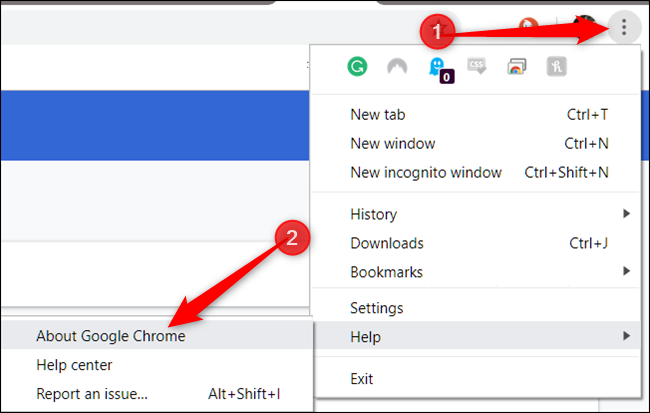 1
CSS
0
New tab Ctrl+T
New window Ctrl+N
New incognito window Ctrl+Shift+N
History
Downloads Ctrl+J
Bookmarks
Settings
Help
Exit
2
About Google Chrome
Help center
Report an issue... Alt+Shift+I